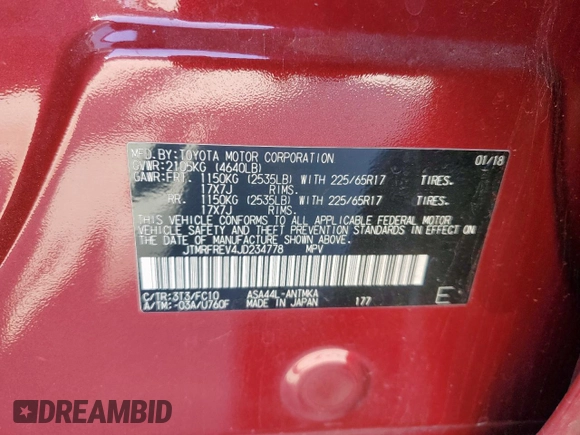 MFD.BY:TOYOTA MOTOR CORPORATION 01/18
GVWR:2105KG (4640LB)
GAWR:FRT. 1150KG (2535LB) WITH 225/65R17 TIRES.
17X7J RIMS.
RR. 1150KG (2535LB) WITH 225/65R17 TIRES.
17X7J RIMS.
THIS VEHICLE CONFORMS TO ALL APPLICABLE FEDERAL MOTOR
VEHICLE SAFETY AND THEFT PREVENTION STANDARDS IN EFFECT
ON THE DATE OF MANUFACTURE SHOWN ABOVE.
JTMRFREV4JD234778 MPV
C/TR:3T3/FC10 ASA44L-ANTMKA
A/TM:-03A/U760F MADE IN JAPAN 177 E
DREAMBID